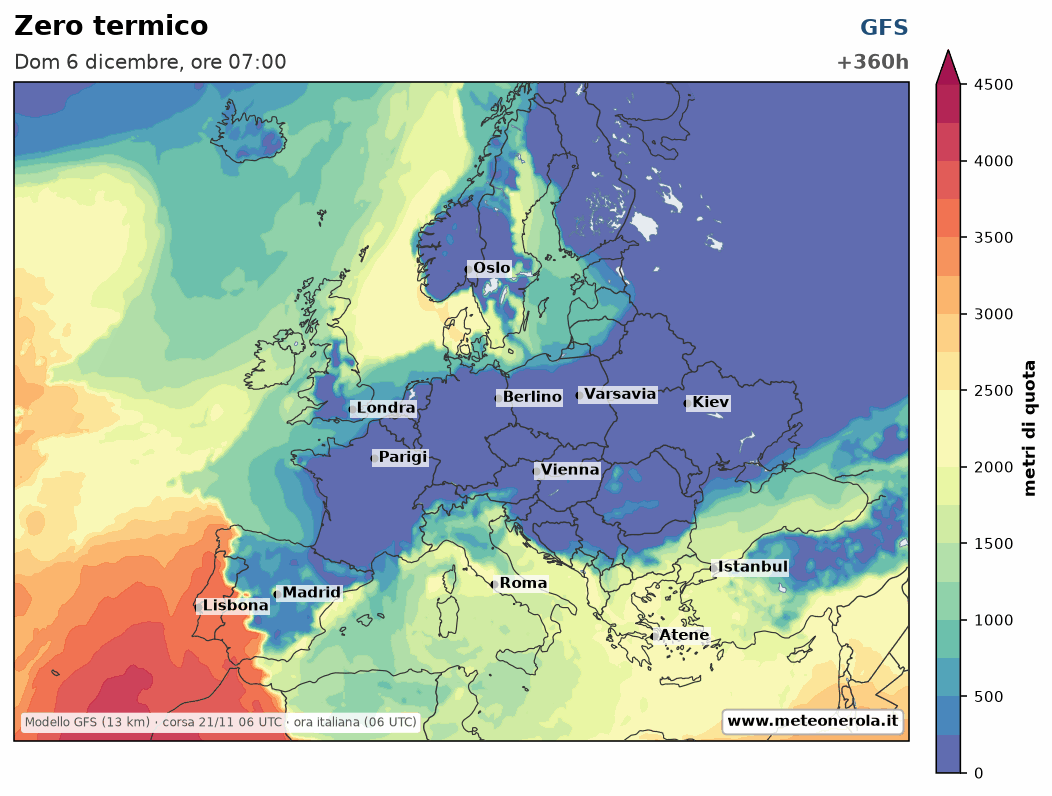 Zero termico
GFS
Dom 6 dicembre, ore 07:00
+360h
4500
4000
3500
3000
2500
2000
1500
1000
500
0
metri di quota
Oslo
Londra
Berlino
Varsavia
Kiev
Parigi
Vienna
Istanbul
Roma
Madrid
Lisbona
Atene
Modello GFS (13 km) · corsa 21/11 06 UTC · ora italiana (06 UTC)
www.meteonerola.it